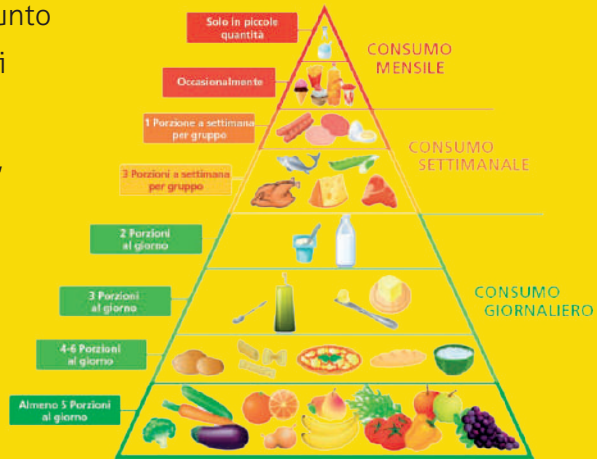 Solo in piccole
quantità
CONSUMO
MENSILE
Occasionalmente
1 Porzione a settimana
per gruppo
CONSUMO
SETTIMANALE
3 Porzioni a settimana
per gruppo
2 Porzioni
al giorno
3 Porzioni
al giorno
CONSUMO
GIORNALIERO
4-6 Porzioni
al giorno
Almeno 5 Porzioni
al giorno